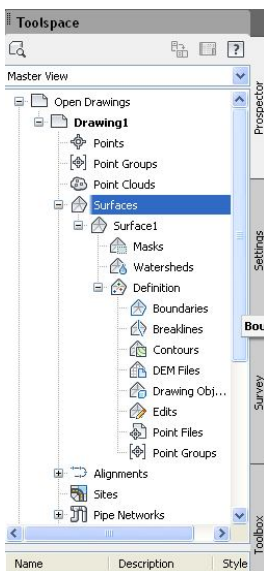 Toolspace
?
Master View
Open Drawings
Drawing1
Points
Point Groups
Point Clouds
Surfaces
Surface1
Masks
Watersheds
Definition
Boundaries
Breaklines
Contours
DEM Files
Drawing Obj...
Edits
Point Files
Point Groups
Alignments
Sites
Pipe Networks
Name Description Style
Prospector
Settings
Bou
Survey
Toolbox